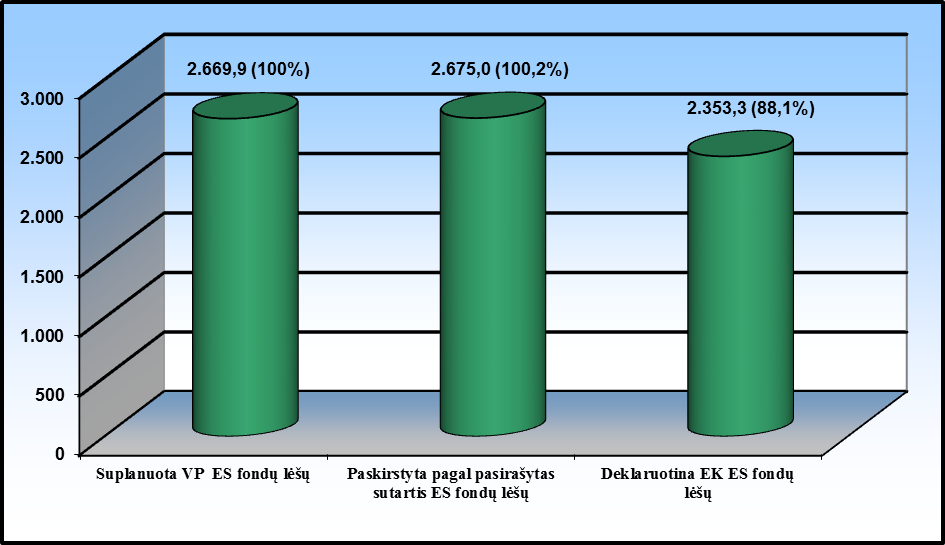 2.669,9 (100%)
2.675,0 (100,2%)
2.353,3 (88,1%)
3.000
2.500
2.000
1.500
1.000
500
0
Suplanuota VP ES fondų lėšų
Paskirstyta pagal pasirašytas
sutartis ES fondų lėšų
Deklaruotina EK ES fondų
lėšų